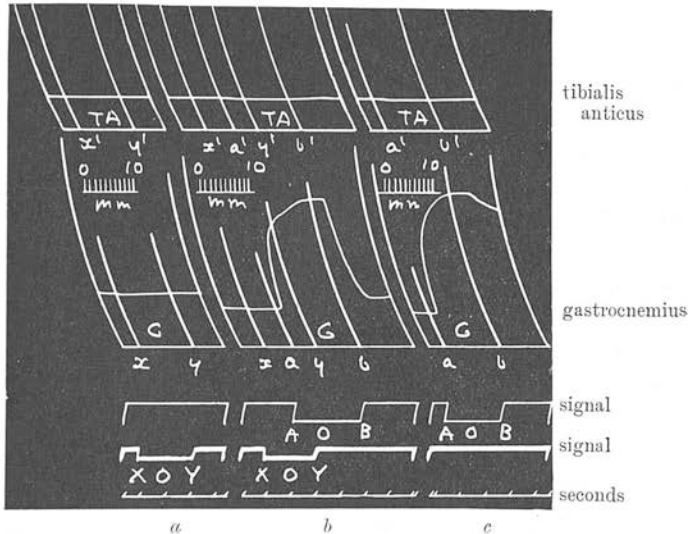 tibialis
anticus
TA TA TA
x' y' x' a' y' b' a' b'
0 10 0 10 0 10
mm mm mm
gastrocnemius
G G G
x y x a y b a b
signal
A O B A O B
signal
X O Y X O Y
seconds
a b c